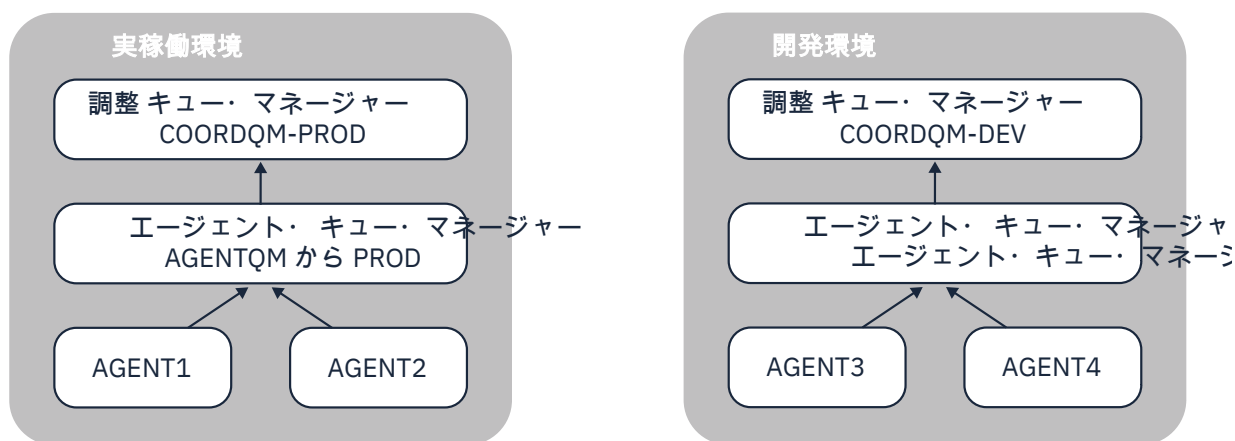 実稼働環境
調整 キュー・ マネージャー
COORDQM-PROD
エージェント・ キュー・ マネージャー
AGENTQM から PROD
AGENT1
AGENT2
開発環境
調整 キュー・ マネージャー
COORDQM-DEV
エージェント・ キュー・ マネージャ
エージェント・ キュー・ マネージ
AGENT3
AGENT4